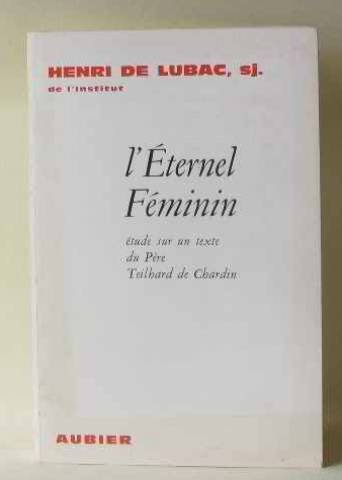 HENRI DE LUBAC, sj.
de l'Institut
l'Éternel
Féminin
étude sur un texte
du Père
Teilhard de Chardin
AUBIER